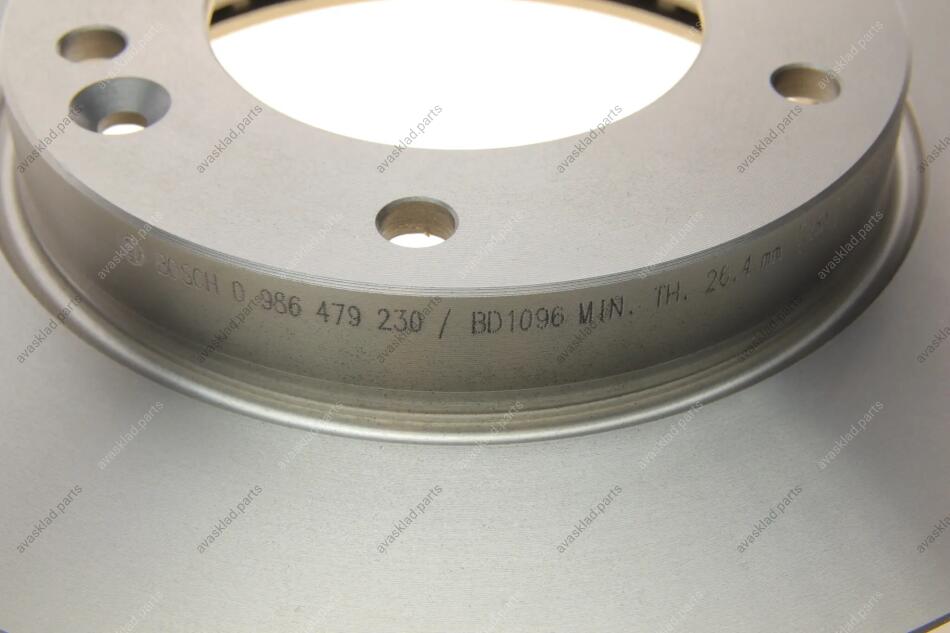 BOSCH 0 986 479 230 / BD1096 MIN. TH. 26.4 mm
avasklad.parts